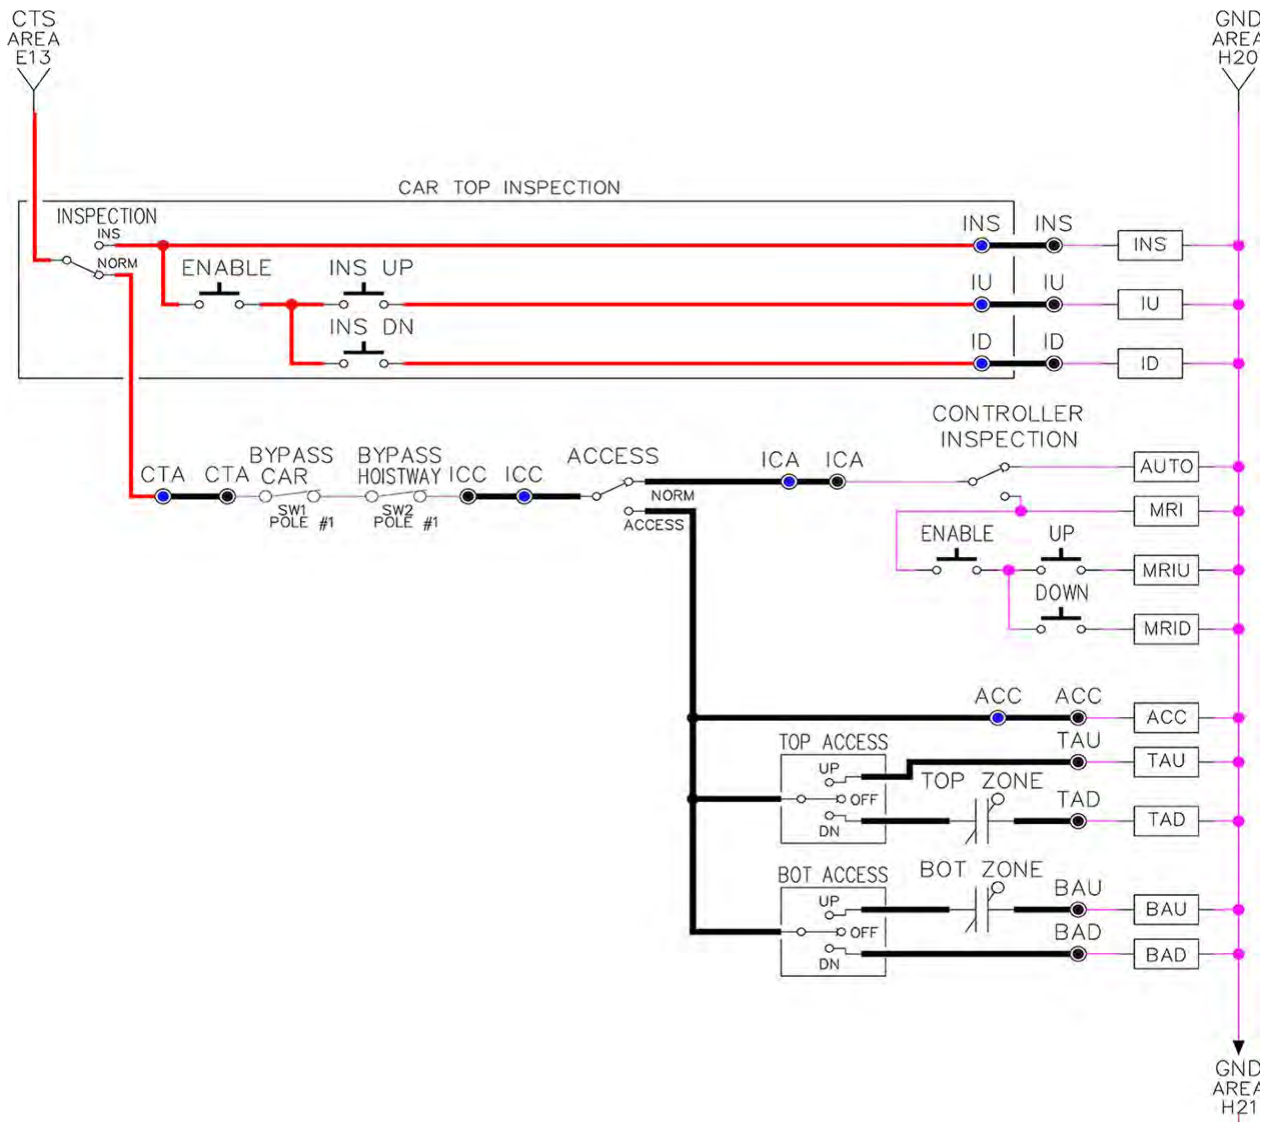 CTS
AREA
E13
GND
AREA
H20
CAR TOP INSPECTION
INSPECTION
INS
NORM
ENABLE
INS UP
INS DN
INS INS
INS
IU IU
IU
ID ID
ID
CONTROLLER
INSPECTION
CTA CTA
BYPASS
CAR
SW1
POLE #1
BYPASS
HOISTWAY
SW2
POLE #1
ICC ICC
ACCESS
NORM
ACCESS
ICA ICA
AUTO
MRI
ENABLE
UP
MRIU
DOWN
MRID
ACC ACC
ACC
TOP ACCESS
UP
OFF
DN
TAU
TAU
TOP ZONE
TAD
TAD
BOT ACCESS
UP
OFF
DN
BOT ZONE
BAU
BAU
BAD
BAD
GND
AREA
H21